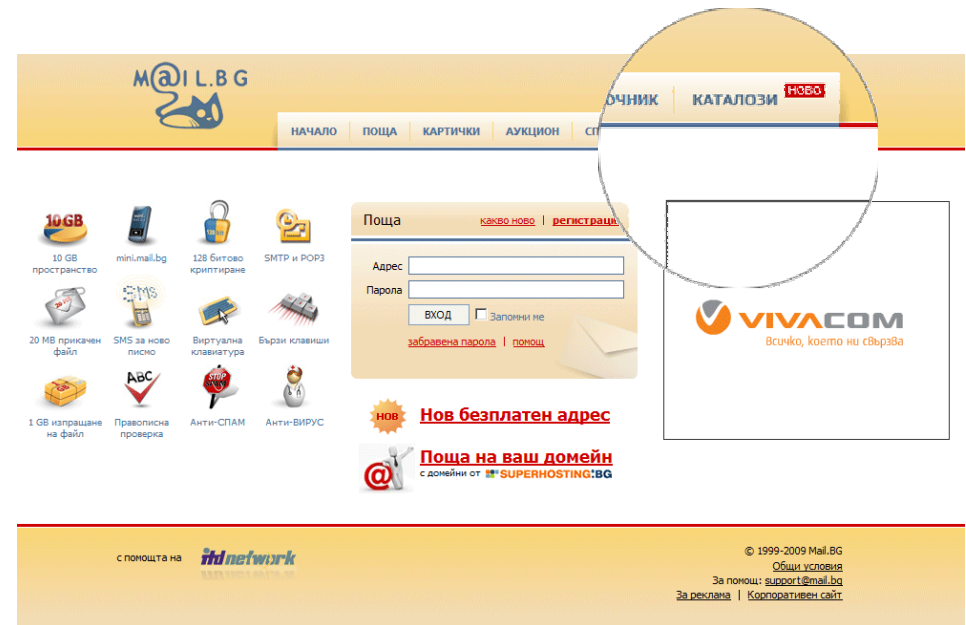 M@IL.BG
НАЧАЛО ПОЩА КАРТИЧКИ АУКЦИОН
КАТАЛОЗИ НОВО
10GB
10 GB
пространство
mini.mail.bg
128 битово
криптиране
SMTP и POP3
20 MB прикачен
файл
SMS
SMS за ново
писмо
Виртуална
клавиатура
Бързи клавиши
1 GB изпращане
на файл
ABC
Правописна
проверка
STOP
Анти-СПАМ
Анти-ВИРУС
Поща
какво ново |
Адрес
Парола
ВХОД Запомни ме
забравена парола | помощ
НОВ Нов безплатен адрес
@ Поща на ваш домейн
с домейни от SUPERHOSTING.BG
VIVACOM
Всичко, което ни свързва
с помощта на itd network
© 1999-2009 Mail.BG
Общи условия
За помощ: support@mail.bg
За реклама | Корпоративен сайт